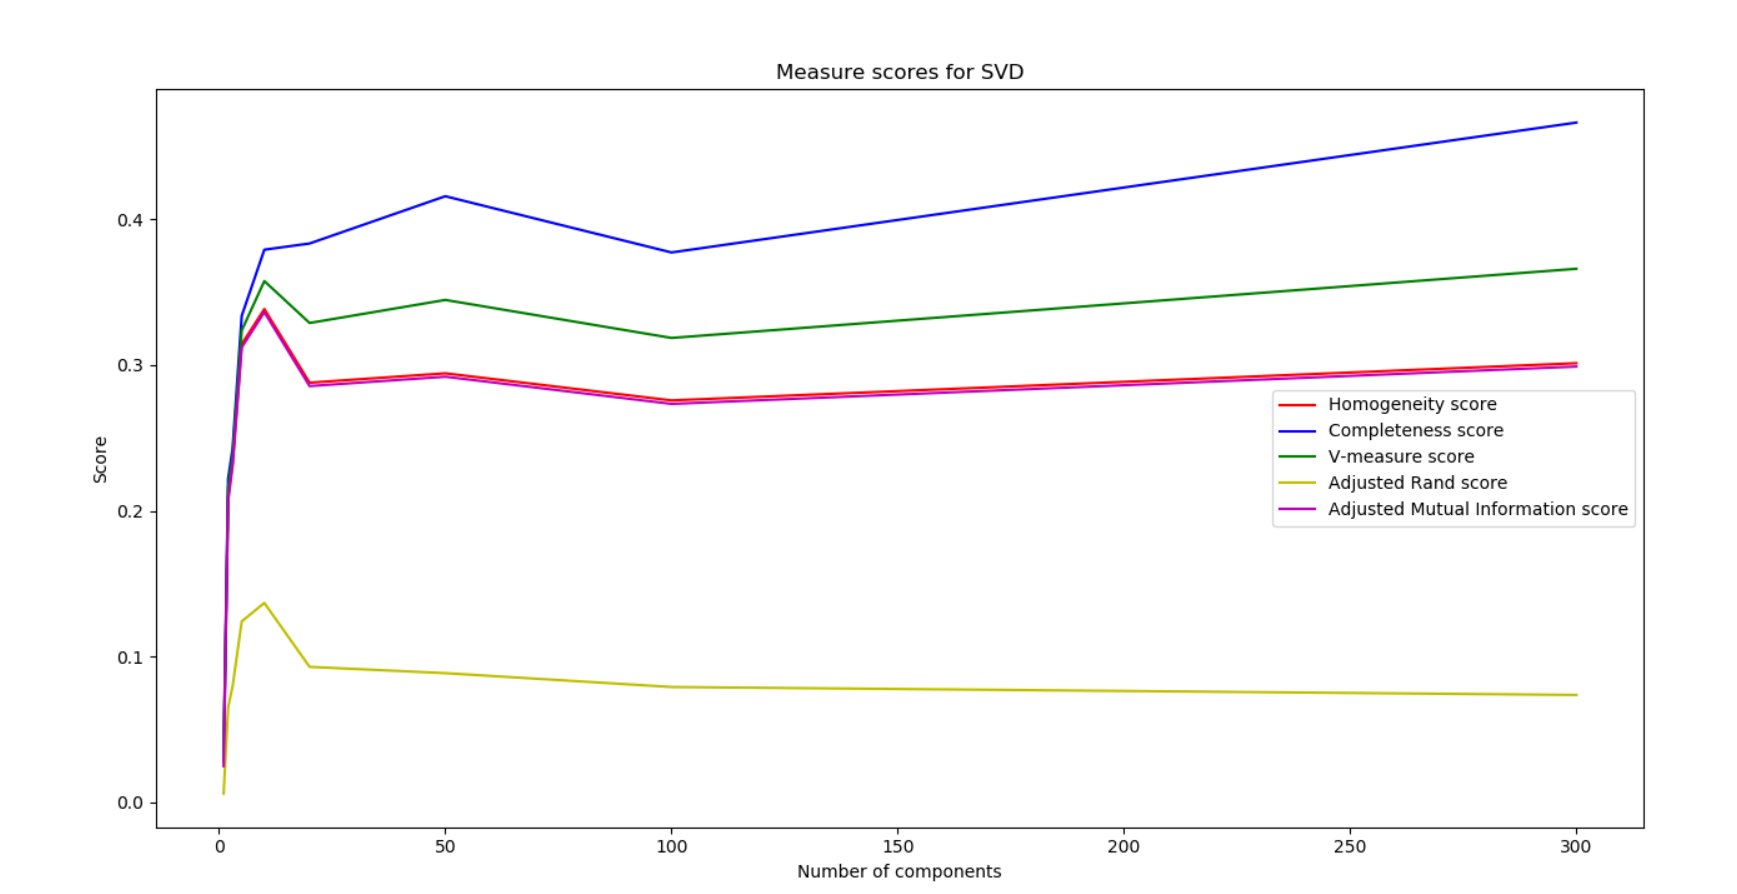 Measure scores for SVD
Score
0.4
0.3
0.2
0.1
0.0
Homogeneity score
Completeness score
V-measure score
Adjusted Rand score
Adjusted Mutual Information score
0 50 100 150 200 250 300
Number of components